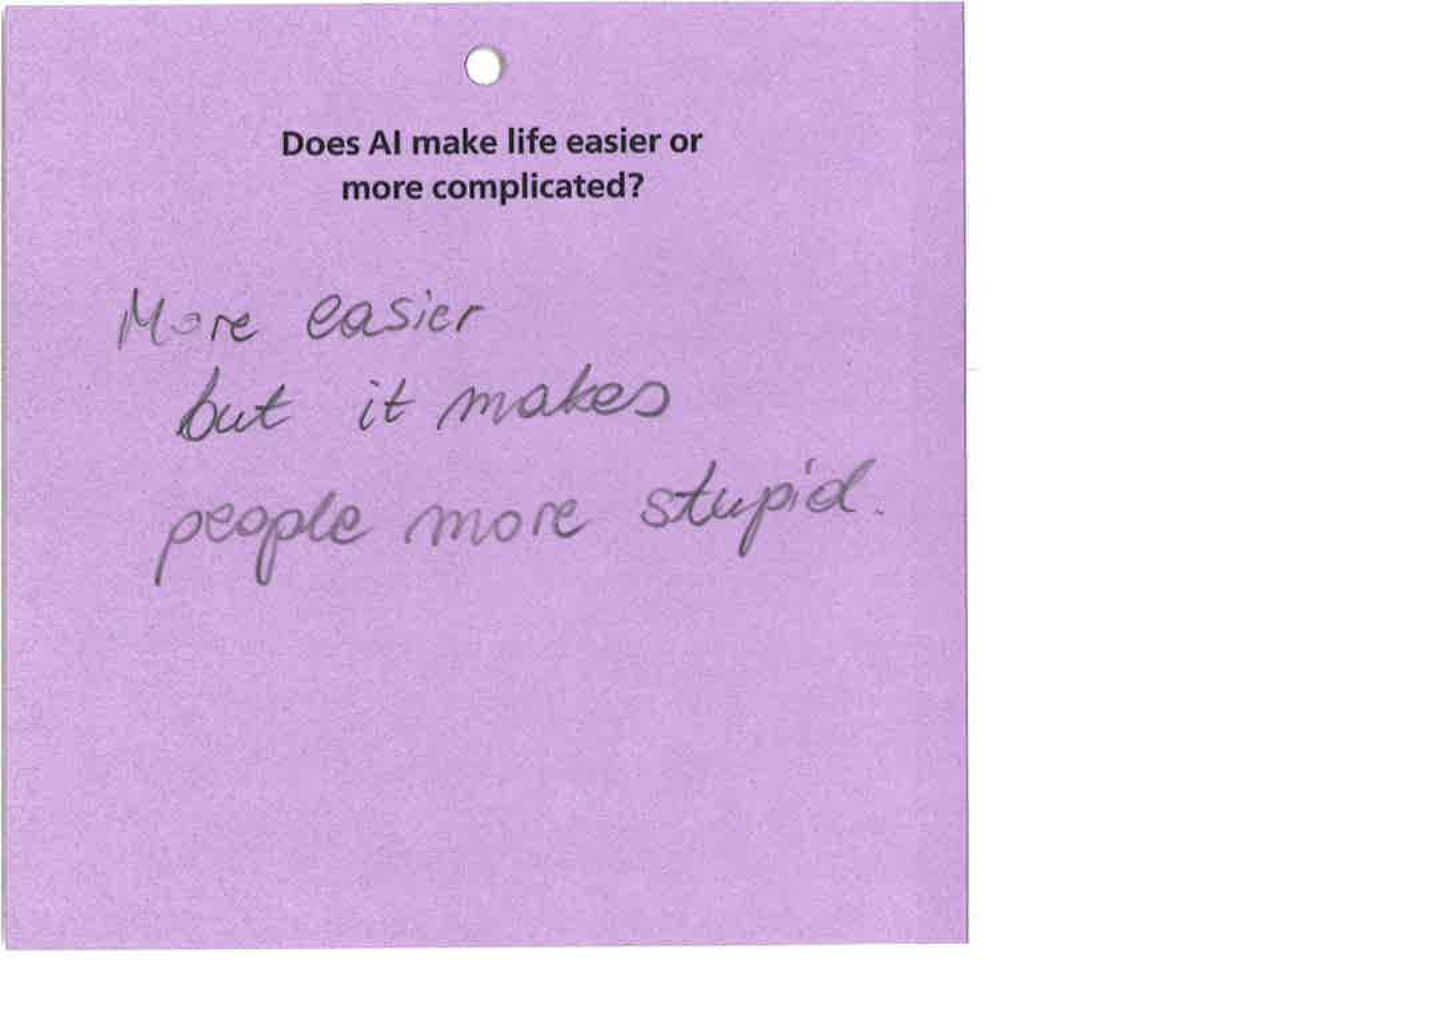 Does AI make life easier or
more complicated?
More easier
but it makes
people more stupid.